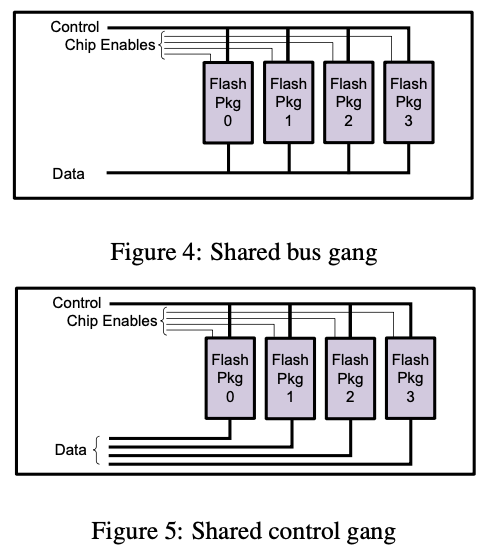 Control
Chip Enables
Flash Pkg 0
Flash Pkg 1
Flash Pkg 2
Flash Pkg 3
Data
Figure 4: Shared bus gang
Control
Chip Enables
Flash Pkg 0
Flash Pkg 1
Flash Pkg 2
Flash Pkg 3
Data
Figure 5: Shared control gang